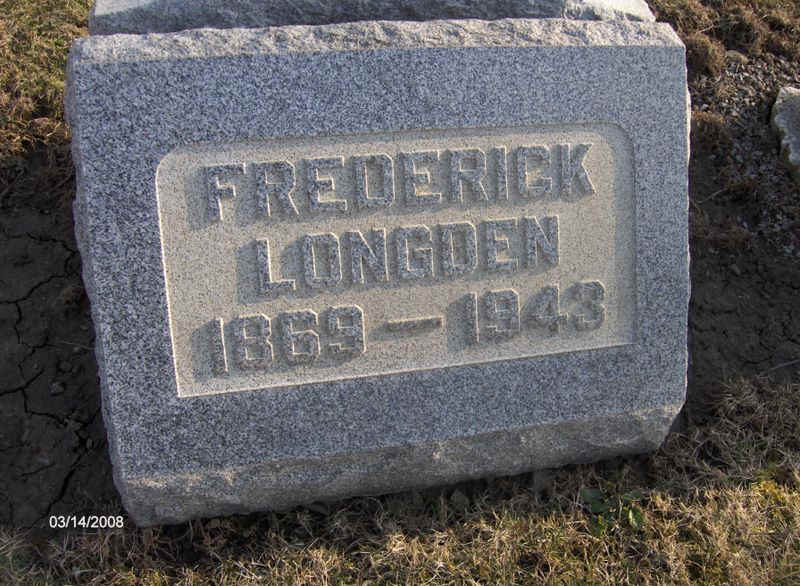 FREDERICK
LONGDEN
1869 — 1943
03/14/2008